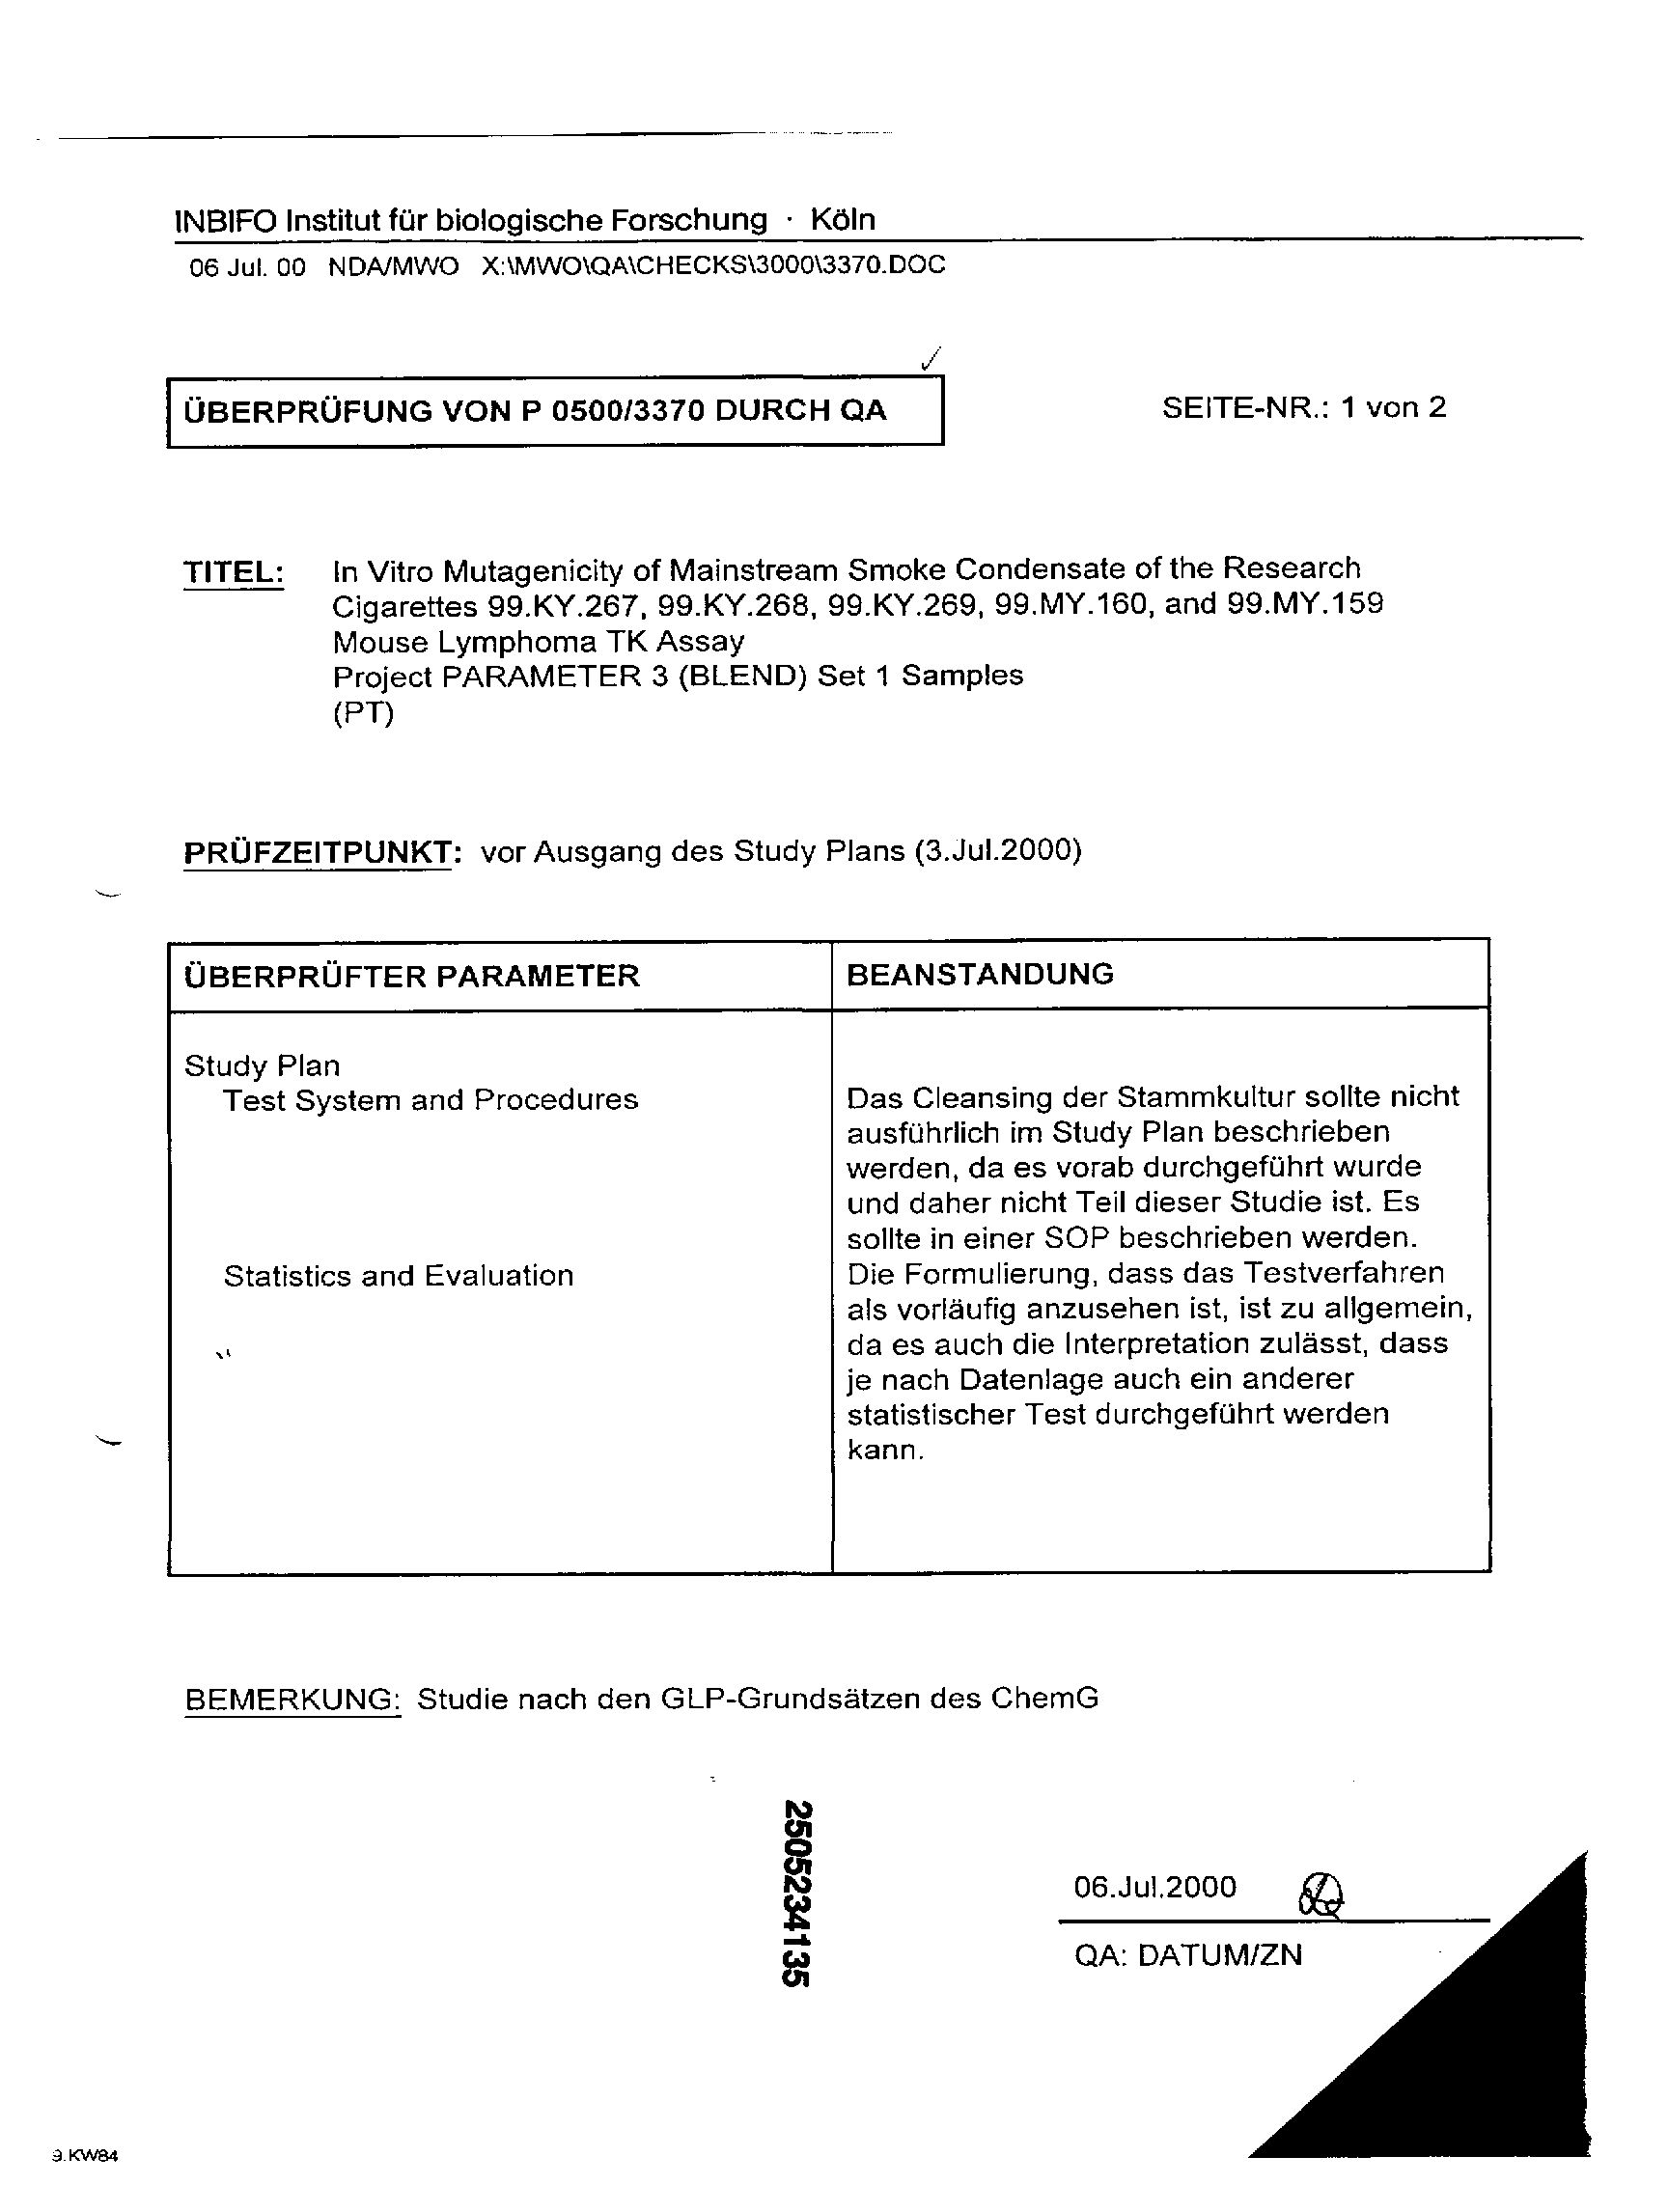 INBIFO Institut für biologische Forschung · Köln
06 Jul. 00 NDA/MWO X:\MWO\QA\CHECKS\3000\3370.DOC
ÜBERPRÜFUNG VON P 0500/3370 DURCH QA
SEITE-NR.: 1 von 2
TITEL: In Vitro Mutagenicity of Mainstream Smoke Condensate of the Research
Cigarettes 99.KY.267, 99.KY.268, 99.KY.269, 99.MY.160, and 99.MY.159
Mouse Lymphoma TK Assay
Project PARAMETER 3 (BLEND) Set 1 Samples
(PT)
PRÜFZEITPUNKT: vor Ausgang des Study Plans (3.Jul.2000)
ÜBERPRÜFTER PARAMETER
BEANSTANDUNG
Study Plan
Test System and Procedures
Das Cleansing der Stammkultur sollte nicht
ausführlich im Study Plan beschrieben
werden, da es vorab durchgeführt wurde
und daher nicht Teil dieser Studie ist. Es
sollte in einer SOP beschrieben werden.
Statistics and Evaluation
Die Formulierung, dass das Testverfahren
als vorläufig anzusehen ist, ist zu allgemein,
da es auch die Interpretation zulässt, dass
je nach Datenlage auch ein anderer
statistischer Test durchgeführt werden
kann.
BEMERKUNG: Studie nach den GLP-Grundsätzen des ChemG
2505234135
06.Jul.2000
QA: DATUM/ZN
9.KW84